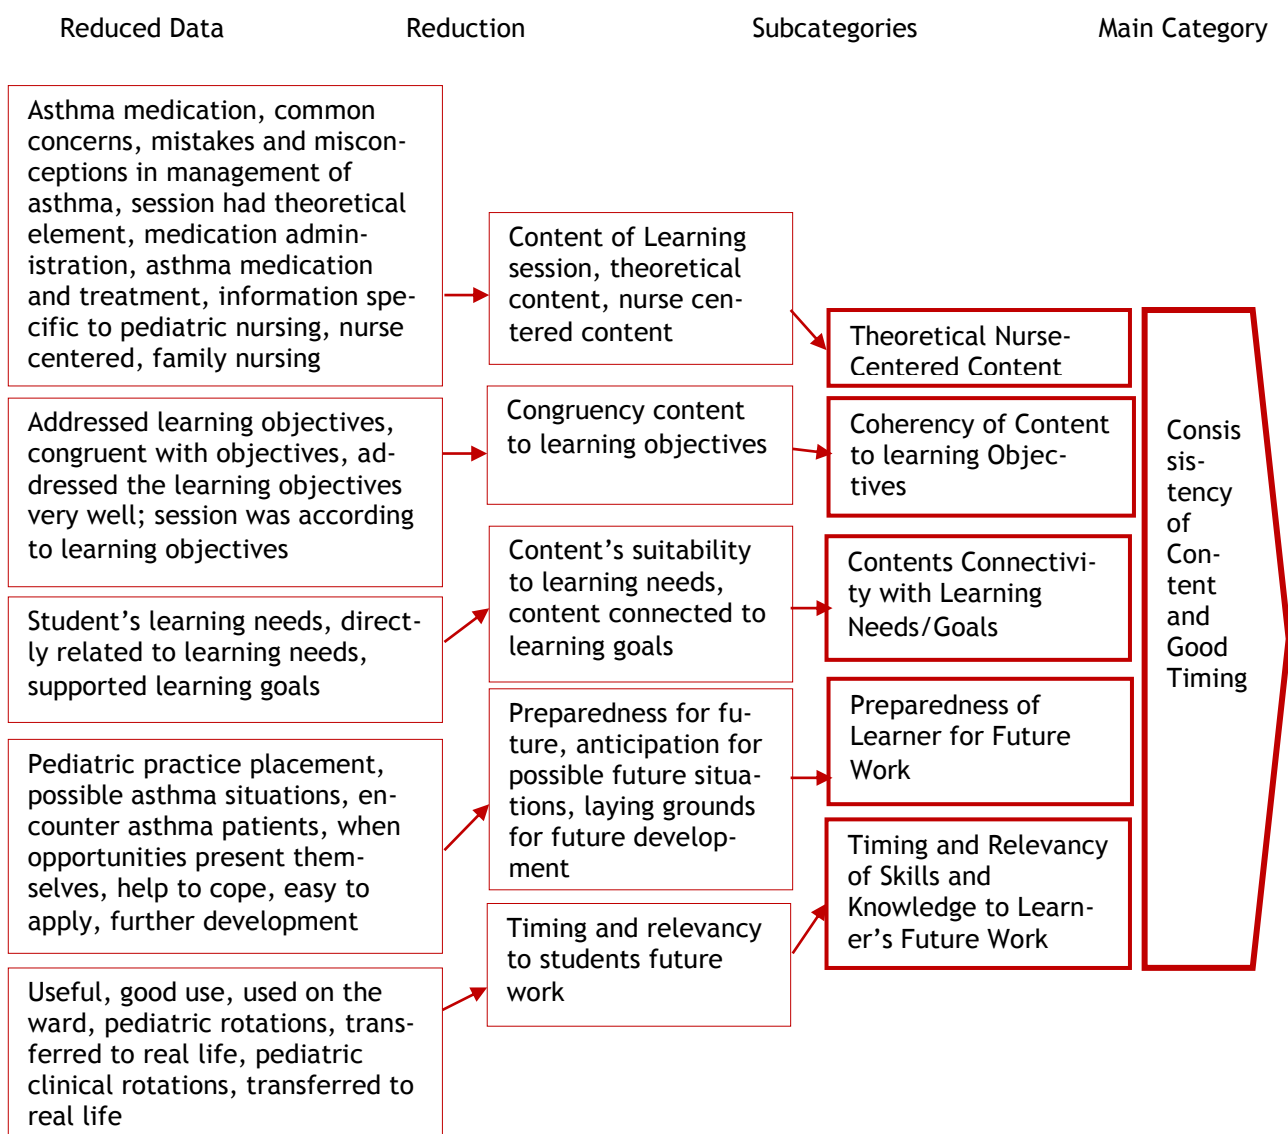 Reduced Data
Reduction
Subcategories
Main Category
Asthma medication, common
concerns, mistakes and miscon-
ceptions in management of
asthma, session had theoretical
element, medication admin-
istration, asthma medication
and treatment, information spe-
cific to pediatric nursing, nurse
centered, family nursing
Addressed learning objectives,
congruent with objectives, ad-
dressed the learning objectives
very well; session was according
to learning objectives
Student’s learning needs, direct-
ly related to learning needs,
supported learning goals
Pediatric practice placement,
possible asthma situations, en-
counter asthma patients, when
opportunities present them-
selves, help to cope, easy to
apply, further development
Useful, good use, used on the
ward, pediatric rotations, trans-
ferred to real life, pediatric
clinical rotations, transferred to
real life
Content of Learning
session, theoretical
content, nurse cen-
tered content
Congruency content
to learning objectives
Content’s suitability
to learning needs,
content connected to
learning goals
Preparedness for fu-
ture, anticipation for
possible future situa-
tions, laying grounds
for future develop-
ment
Timing and relevancy
to students future
work
Theoretical Nurse-
Centered Content
Coherency of Content
to learning Objec-
tives
Contents Connectivi-
ty with Learning
Needs/Goals
Preparedness of
Learner for Future
Work
Timing and Relevancy
of Skills and
Knowledge to Learn-
er’s Future Work
Consis
sis-
tency
of
Con-
tent
and
Good
Timing